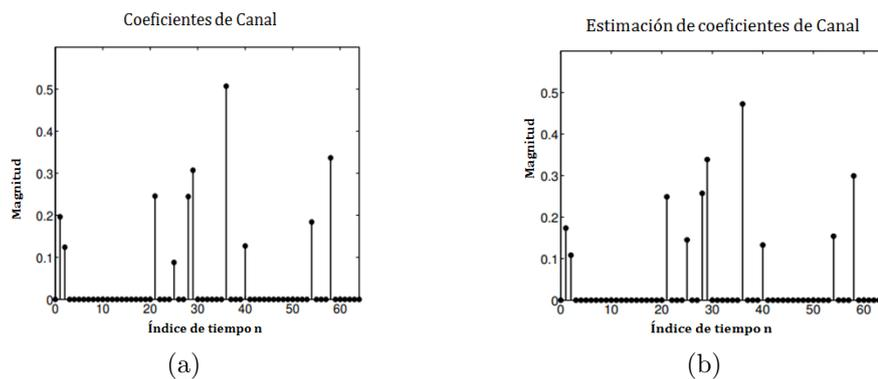 Coeficientes de Canal
0.5
0.4
0.3
0.2
0.1
0
0 10 20 30 40 50 60
Magnitud
Índice de tiempo n
(a)
Estimación de coeficientes de Canal
0.5
0.4
0.3
0.2
0.1
0
0 10 20 30 40 50 60
Magnitud
Índice de tiempo n
(b)